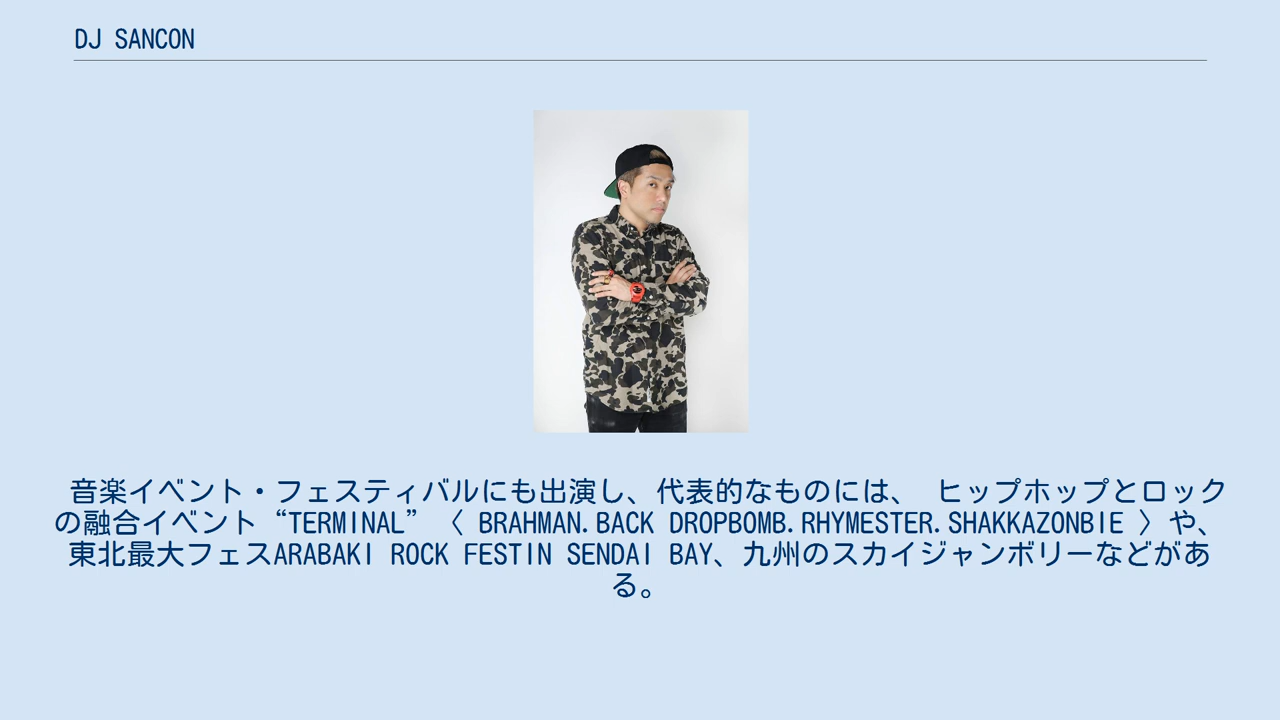 DJ SANCON
音楽イベント・フェスティバルにも出演し、代表的なものには、　ヒップホップとロック
の融合イベント“TERMINAL” 〈 BRAHMAN.BACK DROPBOMB.RHYMESTER.SHAKKAZONBIE 〉や、
東北最大フェスARABAKI ROCK FESTIN SENDAI BAY、九州のスカイジャンボリーなどがあ
る。